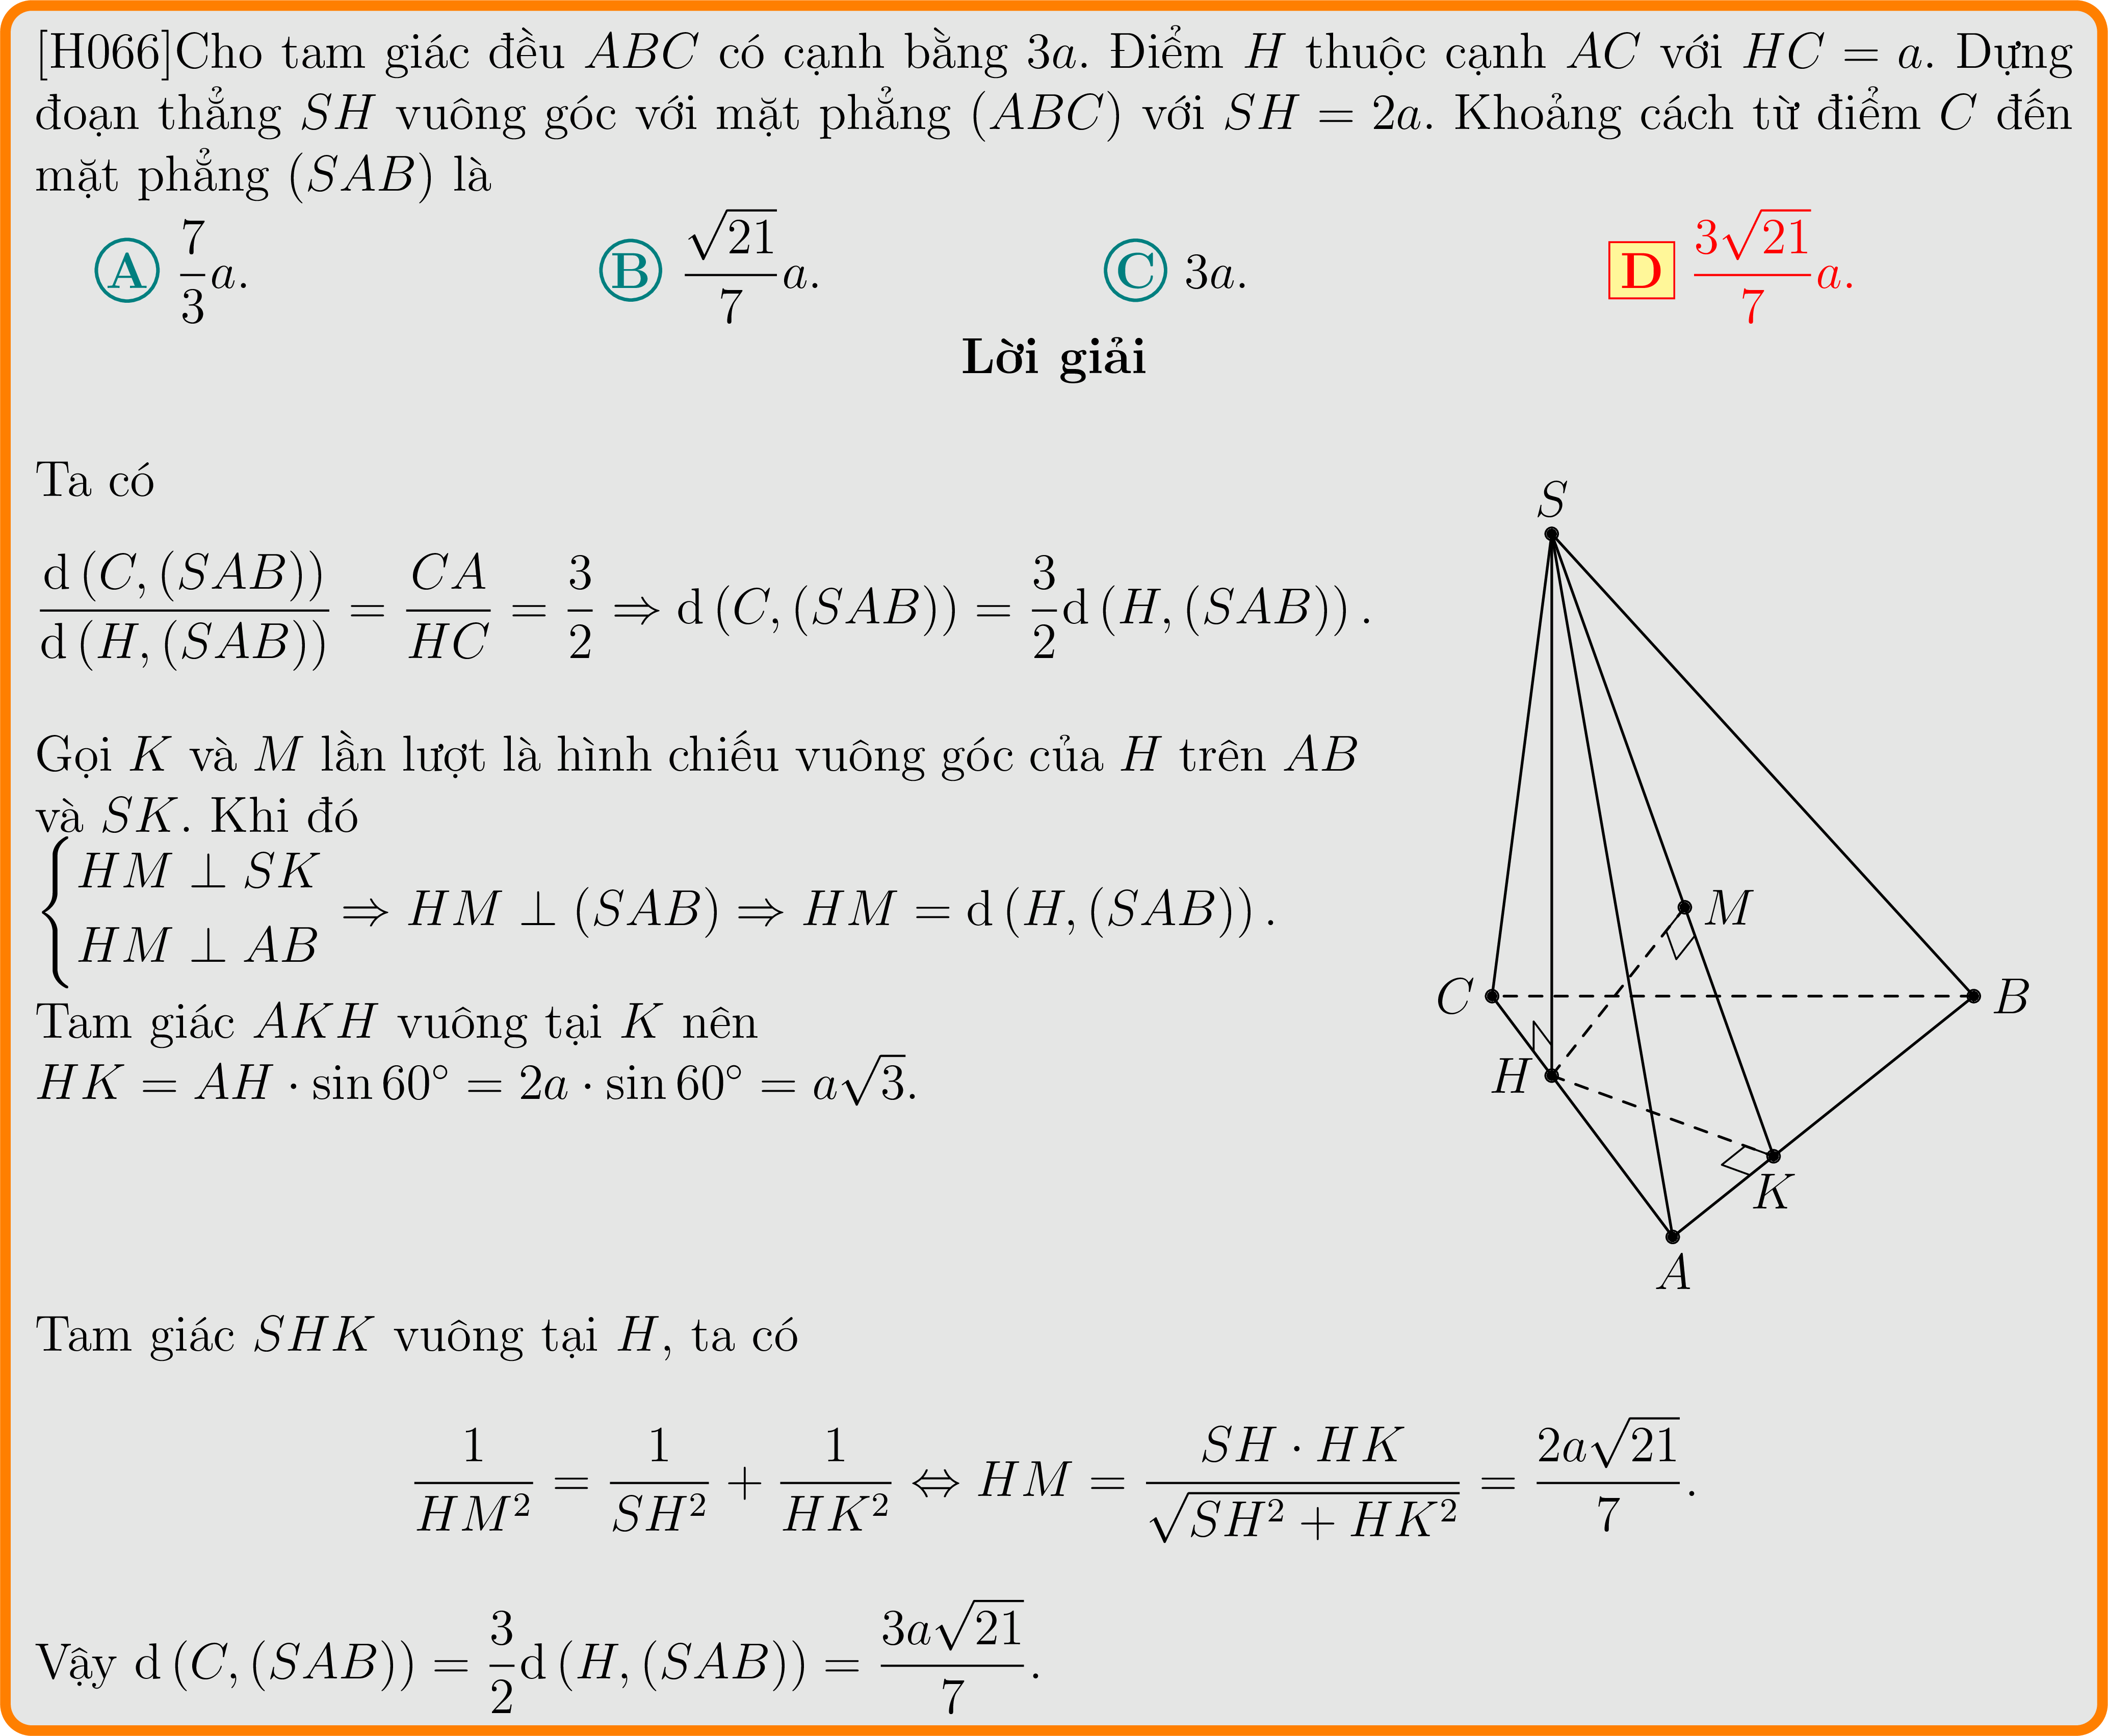 [H066]Cho tam giác đều ABC có cạnh bằng 3a. Điểm H thuộc cạnh AC với HC = a. Dựng
đoạn thẳng SH vuông góc với mặt phẳng (ABC) với SH = 2a. Khoảng cách từ điểm C đến
mặt phẳng (SAB) là
A $\frac{7}{3}a$. B $\frac{\sqrt{21}}{7}a$. C 3a. D $\frac{3\sqrt{21}}{7}a$.
Lời giải
Ta có
$\frac{d(C,(SAB))}{d(H,(SAB))} = \frac{CA}{HC} = \frac{3}{2} \Rightarrow d(C,(SAB)) = \frac{3}{2}d(H,(SAB)).$
Gọi K và M lần lượt là hình chiếu vuông góc của H trên AB
và SK. Khi đó
$\begin{cases} HM \perp SK \\ HM \perp AB \end{cases} \Rightarrow HM \perp (SAB) \Rightarrow HM = d(H,(SAB)).$
Tam giác AKH vuông tại K nên
$HK = AH \cdot \sin 60^\circ = 2a \cdot \sin 60^\circ = a\sqrt{3}.$
S
M
C
B
H
K
A
Tam giác SHK vuông tại H, ta có
$\frac{1}{HM^2} = \frac{1}{SH^2} + \frac{1}{HK^2} \Leftrightarrow HM = \frac{SH \cdot HK}{\sqrt{SH^2 + HK^2}} = \frac{2a\sqrt{21}}{7}.$
Vậy $d(C,(SAB)) = \frac{3}{2}d(H,(SAB)) = \frac{3a\sqrt{21}}{7}.$